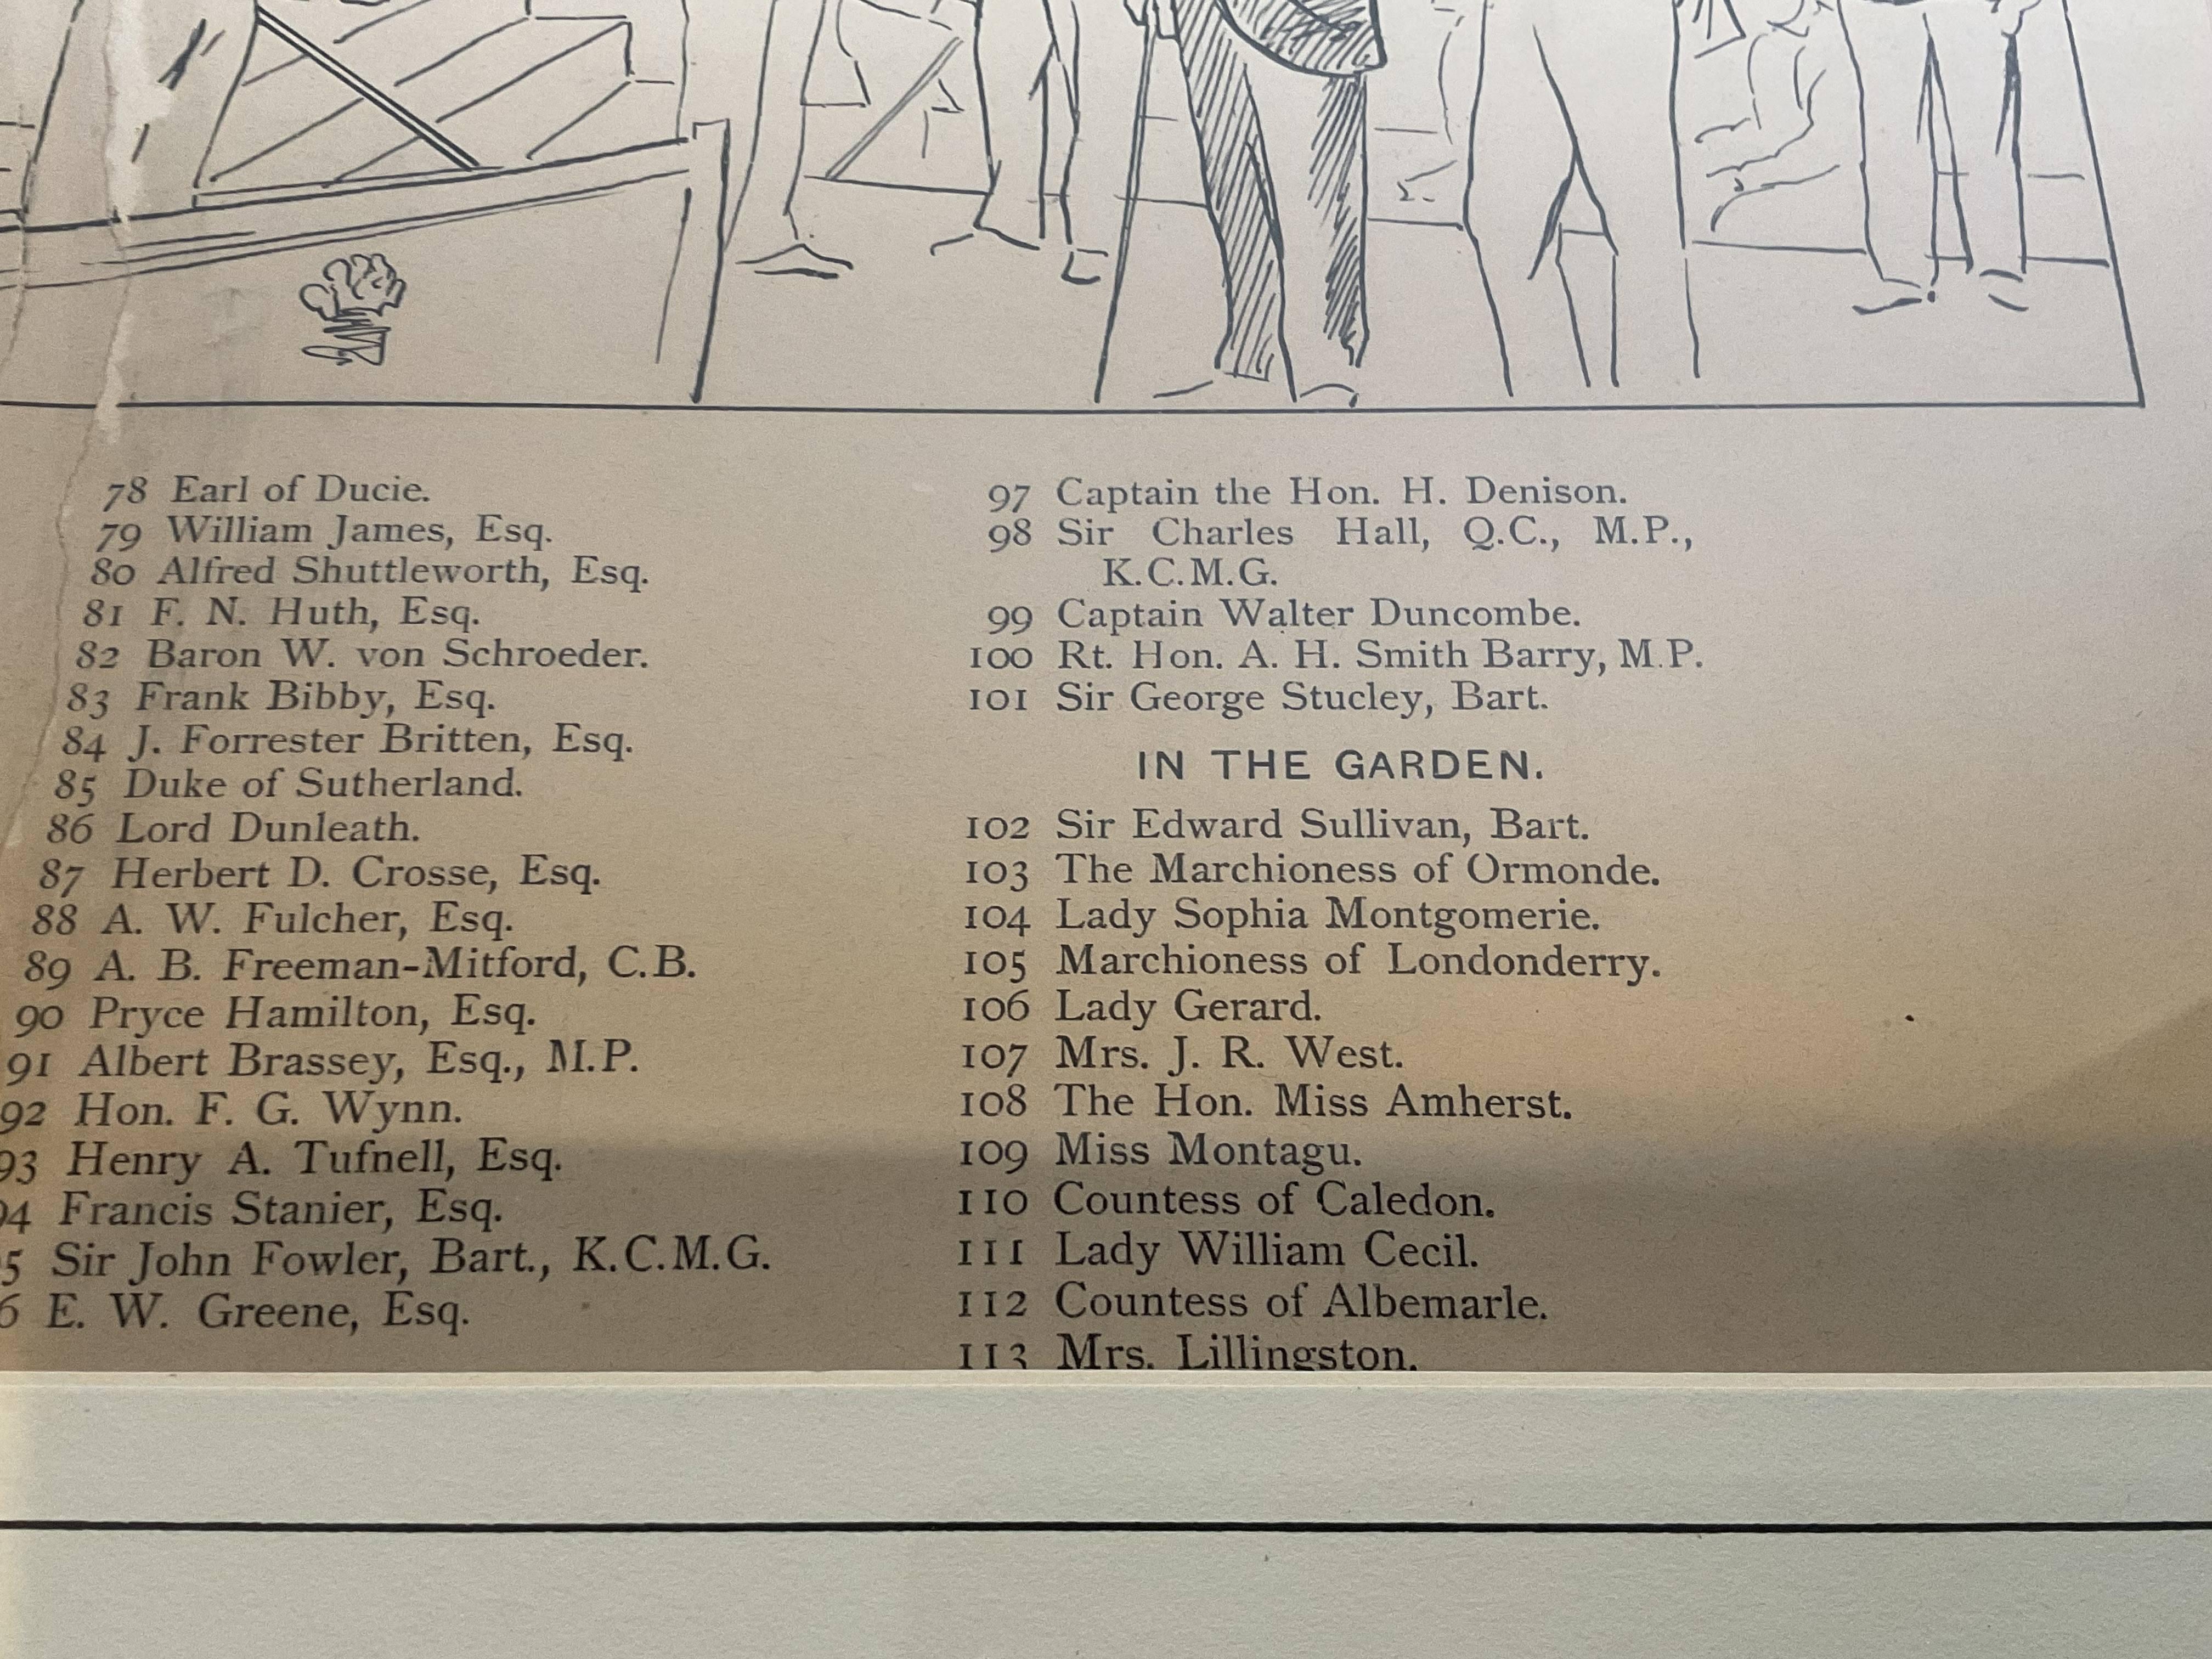 78 Earl of Ducie.
79 William James, Esq.
80 Alfred Shuttleworth, Esq.
81 F. N. Huth, Esq.
82 Baron W. von Schroeder.
83 Frank Bibby, Esq.
84 J. Forrester Britten, Esq.
85 Duke of Sutherland.
86 Lord Dunleath.
87 Herbert D. Crosse, Esq.
88 A. W. Fulcher, Esq.
89 A. B. Freeman-Mitford, C.B.
90 Pryce Hamilton, Esq.
91 Albert Brassey, Esq., M.P.
92 Hon. F. G. Wynn.
93 Henry A. Tufnell, Esq.
94 Francis Stanier, Esq.
5 Sir John Fowler, Bart., K.C.M.G.
6 E. W. Greene, Esq.
97 Captain the Hon. H. Denison.
98 Sir Charles Hall, Q.C., M.P.,
K.C.M.G.
99 Captain Walter Duncombe.
100 Rt. Hon. A. H. Smith Barry, M.P.
101 Sir George Stucley, Bart.
IN THE GARDEN.
102 Sir Edward Sullivan, Bart.
103 The Marchioness of Ormonde.
104 Lady Sophia Montgomerie.
105 Marchioness of Londonderry.
106 Lady Gerard.
107 Mrs. J. R. West.
108 The Hon. Miss Amherst.
109 Miss Montagu.
110 Countess of Caledon.
111 Lady William Cecil.
112 Countess of Albemarle.
113 Mrs. Lillingston.